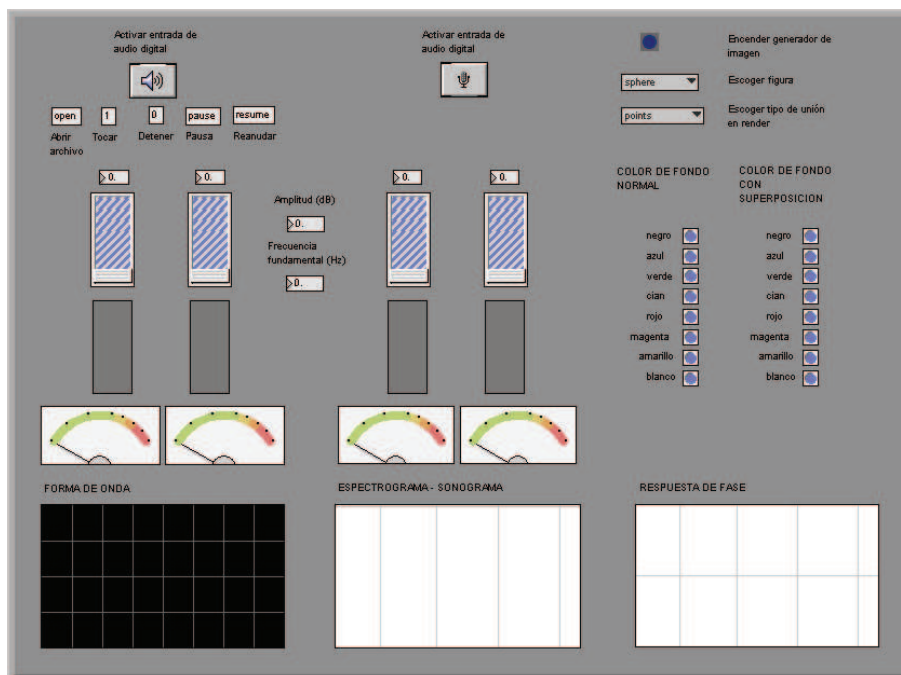 Activar entrada de
audio digital
Activar entrada de
audio digital
Encender generador de
imagen
sphere
Escoger figura
points
Escoger tipo de unión
en render
open
1
0
pause
resume
Abrir
archivo
Tocar
Detener
Pausa
Reanudar
0.
0.
Amplitud (dB)
0.
Frecuencia
fundamental (Hz)
0.
0.
0.
COLOR DE FONDO
NORMAL
negro
azul
verde
cian
rojo
magenta
amarillo
blanco
COLOR DE FONDO
CON
SUPERPOSICION
negro
azul
verde
cian
rojo
magenta
amarillo
blanco
FORMA DE ONDA
ESPECTROGRAMA - SONOGRAMA
RESPUESTA DE FASE